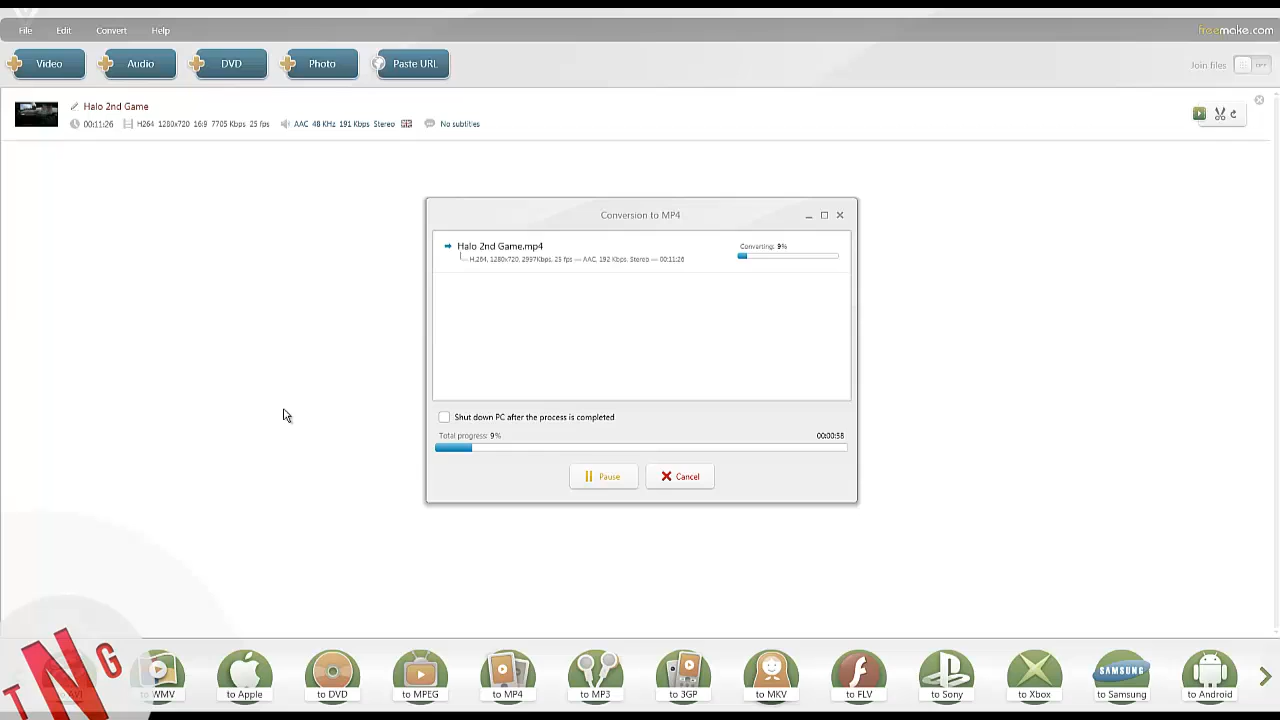 File Edit Convert Help
freemake.com
Video Audio DVD Photo Paste URL
Join files OFF
Halo 2nd Game
00:11:26 H264 1280x720 16:9 7705 Kbps 25 fps AAC 48 KHz 191 Kbps Stereo No subtitles
Conversion to MP4
Halo 2nd Game.mp4
Converting: 9%
H.264, 1280x720, 2997Kbps, 25 fps — AAC, 192 Kbps, Stereo — 00:11:26
Shut down PC after the process is completed
Total progress: 9%
00:00:58
Pause Cancel
TNG
SAMSUNG
to AVI to WMV to Apple to DVD to MPEG to MP4 to MP3 to 3GP to MKV to FLV to Sony to Xbox to Samsung to Android